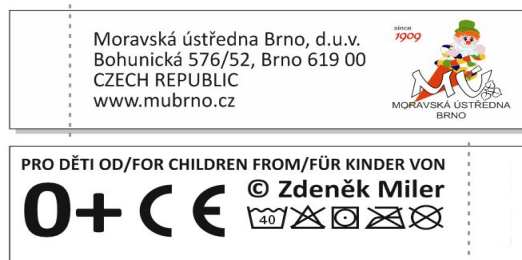 Moravská ústředna Brno, d.u.v.
Bohunická 576/52, Brno 619 00
CZECH REPUBLIC
www.mubrno.cz
since
1909
MU
MORAVSKÁ ÚSTŘEDNA
BRNO
PRO DĚTI OD/FOR CHILDREN FROM/FÜR KINDER VON
0+ CE
© Zdeněk Miler
40